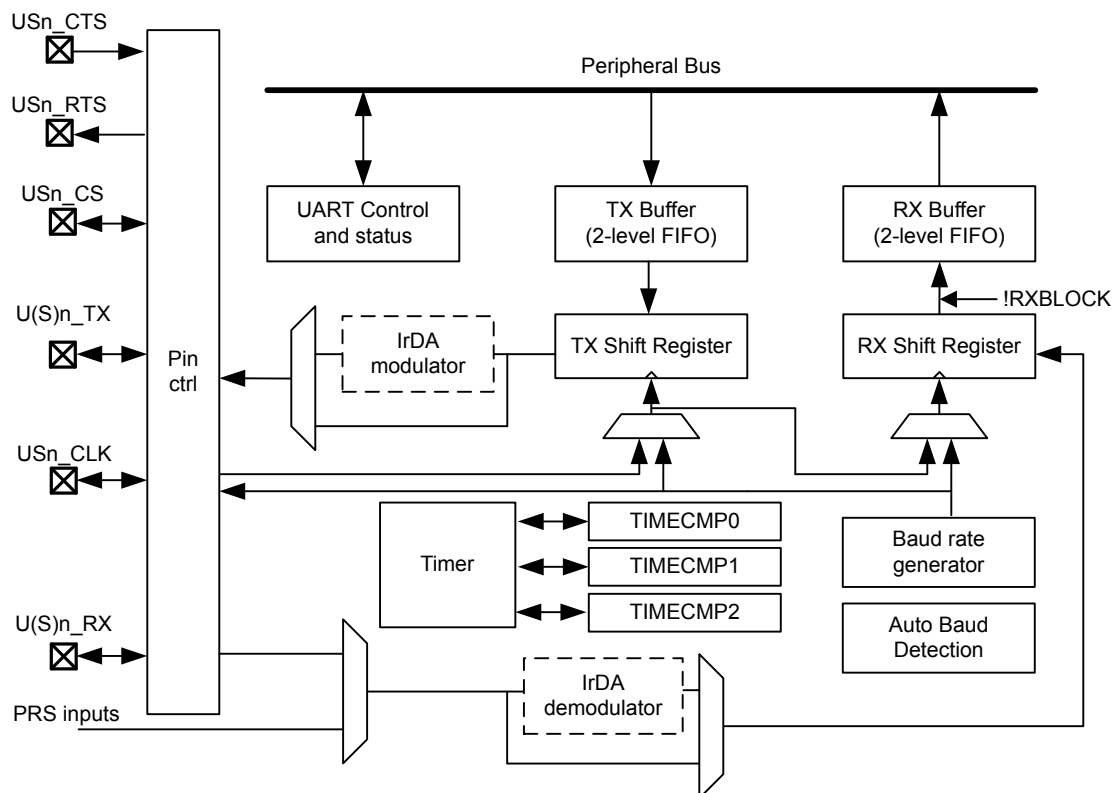 USn_CTS
Peripheral Bus
USn_RTS
USn_CS
UART Control
and status
TX Buffer
(2-level FIFO)
RX Buffer
(2-level FIFO)
!RXBLOCK
U(S)n_TX
Pin
ctrl
IrDA
modulator
TX Shift Register
RX Shift Register
USn_CLK
Timer
TIMECMP0
TIMECMP1
TIMECMP2
Baud rate
generator
Auto Baud
Detection
U(S)n_RX
IrDA
demodulator
PRS inputs